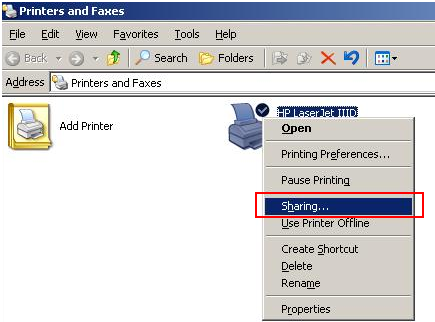 Printers and Faxes
File Edit View Favorites Tools Help
Back Search Folders
Address Printers and Faxes
Add Printer
HP LaserJet IIID
Open
Printing Preferences...
Pause Printing
Sharing...
Use Printer Offline
Create Shortcut
Delete
Rename
Properties